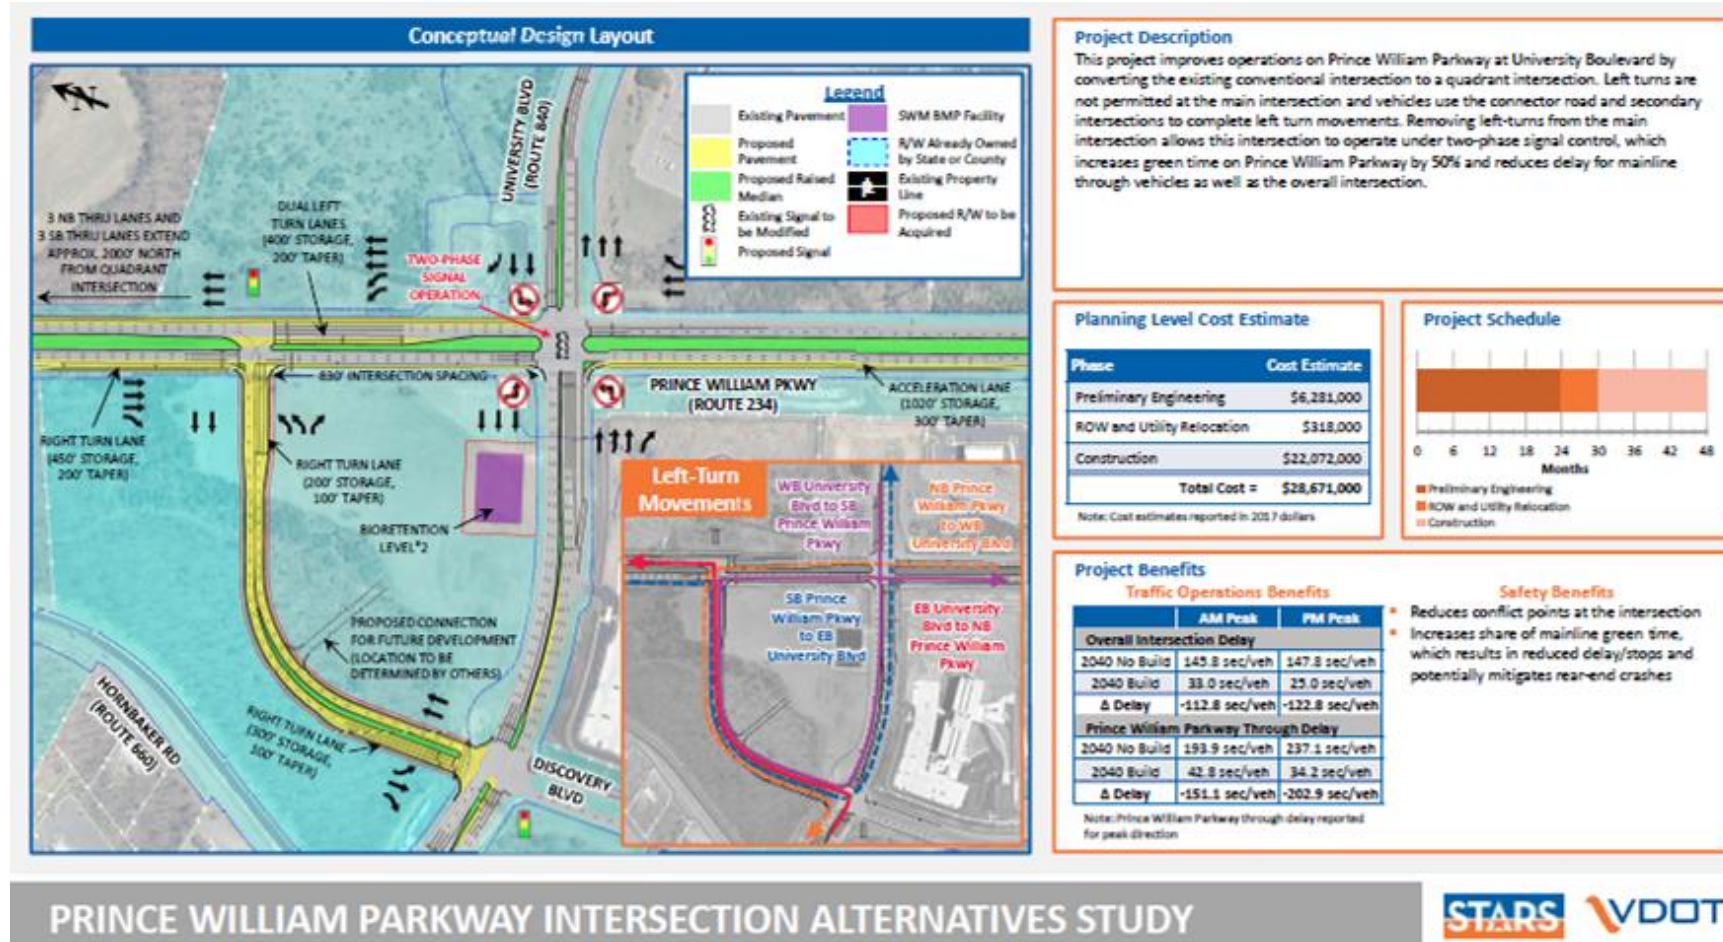 Conceptual Design Layout
UNIVERSITY BLVD
(ROUTE 840)
Legend
Existing Pavement
SWM BMP Facility
Proposed
Pavement
R/W Already Owned
by State or County
Proposed Raised
Median
Existing Property
Line
Existing Signal to
be Modified
Proposed R/W to be
Acquired
Proposed Signal
3 NB THRU LANES AND
3 SB THRU LANES EXTEND
APPROX. 2000' NORTH
FROM QUADRANT
INTERSECTION
DUAL LEFT
TURN LANES
(400' STORAGE,
200' TAPER)
TWO-PHASE
SIGNAL
OPERATION
830' INTERSECTION SPACING
PRINCE WILLIAM PKWY
(ROUTE 234)
ACCELERATION LANE
(1020' STORAGE,
300' TAPER)
RIGHT TURN LANE
(450' STORAGE,
200' TAPER)
RIGHT TURN LANE
(200' STORAGE,
100' TAPER)
BIORETENTION
LEVEL 2
PROPOSED CONNECTION
FOR FUTURE DEVELOPMENT
(LOCATION TO BE
DETERMINED BY OTHERS)
HORNBAKER RD
(ROUTE 660)
RIGHT TURN LANE
(300' STORAGE,
100' TAPER)
DISCOVERY
BLVD
Left-Turn
Movements
WB University
Blvd to SB
Prince William
Pkwy
NB Prince
William Pkwy
to WB
University Blvd
SB Prince
William Pkwy
to EB
University Blvd
EB University
Blvd to NB
Prince William
Pkwy
Project Description
This project improves operations on Prince William Parkway at University Boulevard by
converting the existing conventional intersection to a quadrant intersection. Left turns are
not permitted at the main intersection and vehicles use the connector road and secondary
intersections to complete left turn movements. Removing left-turns from the main
intersection allows this intersection to operate under two-phase signal control, which
increases green time on Prince William Parkway by 50% and reduces delay for mainline
through vehicles as well as the overall intersection.
Planning Level Cost Estimate
Phase Cost Estimate
Preliminary Engineering $6,281,000
ROW and Utility Relocation $318,000
Construction $22,072,000
Total Cost = $28,671,000
Note: Cost estimates reported in 2017 dollars
Project Schedule
0 6 12 18 24 30 36 42 48
Months
Preliminary Engineering
ROW and Utility Relocation
Construction
Project Benefits
Traffic Operations Benefits
AM Peak PM Peak
Overall Intersection Delay
2040 No Build 145.8 sec/veh 147.8 sec/veh
2040 Build 33.0 sec/veh 25.0 sec/veh
Δ Delay -112.8 sec/veh -122.8 sec/veh
Prince William Parkway Through Delay
2040 No Build 193.9 sec/veh 237.1 sec/veh
2040 Build 42.8 sec/veh 34.2 sec/veh
Δ Delay -151.1 sec/veh -202.9 sec/veh
Note: Prince William Parkway through delay reported
for peak direction
Safety Benefits
Reduces conflict points at the intersection
Increases share of mainline green time,
which results in reduced delay/stops and
potentially mitigates rear-end crashes
PRINCE WILLIAM PARKWAY INTERSECTION ALTERNATIVES STUDY
STARS
VDOT